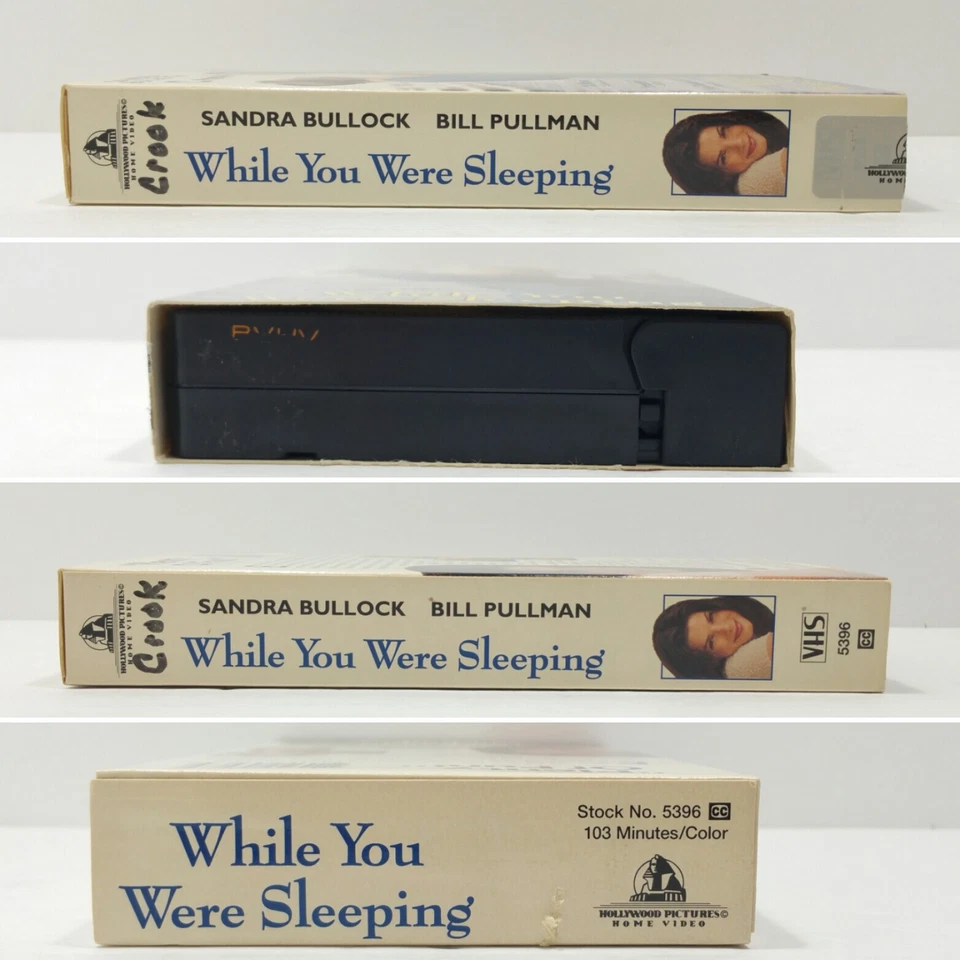 SANDRA BULLOCK BILL PULLMAN
While You Were Sleeping
HOLLYWOOD PICTURES©
HOME VIDEO
Crook
SANDRA BULLOCK BILL PULLMAN
While You Were Sleeping
HOLLYWOOD PICTURES©
HOME VIDEO
Crook
VHS
5396
CC
While You
Were Sleeping
Stock No. 5396 CC
103 Minutes/Color
HOLLYWOOD PICTURES©
HOME VIDEO